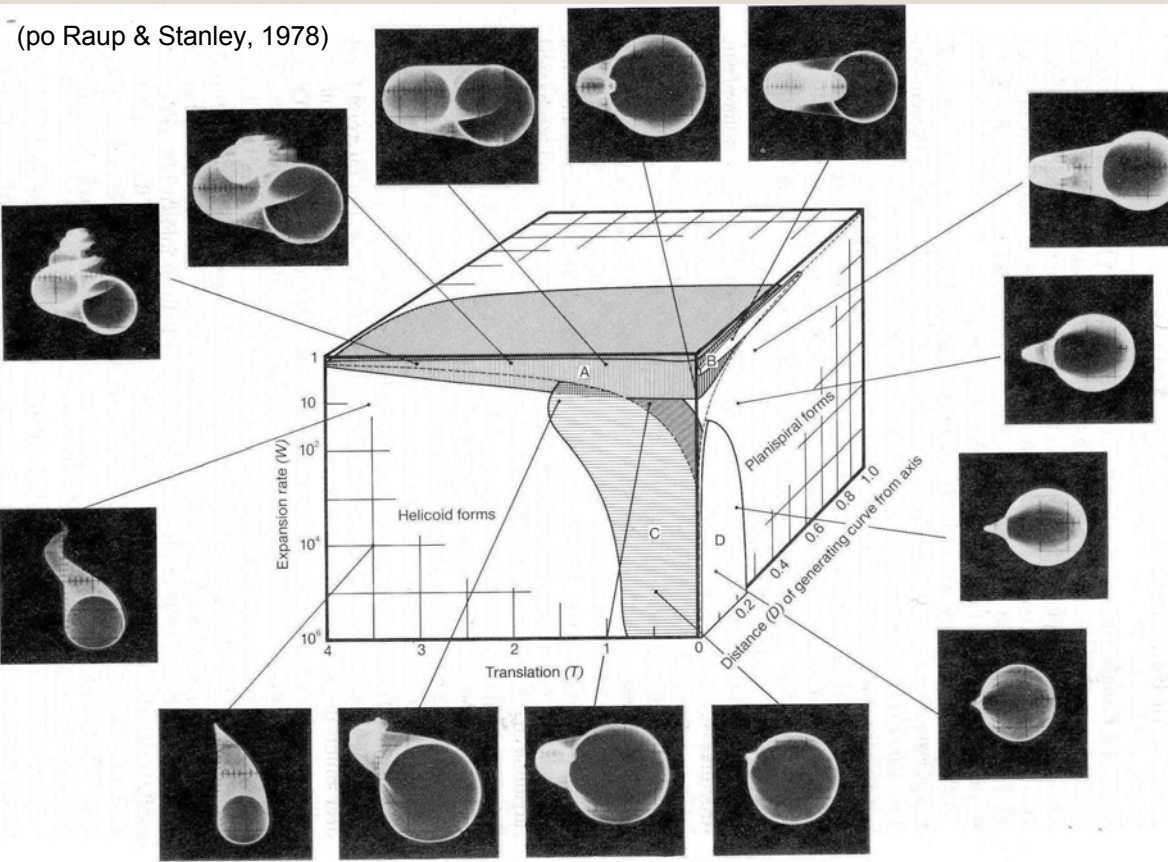 (po Raup & Stanley, 1978)
1
10
10²
10⁴
10⁶
Expansion rate (W)
A
B
C
D
Helicoid forms
Planispiral forms
4
3
2
1
0
Translation (T)
0.2
0.4
0.6
0.8
1.0
Distance (D) of generating curve from axis